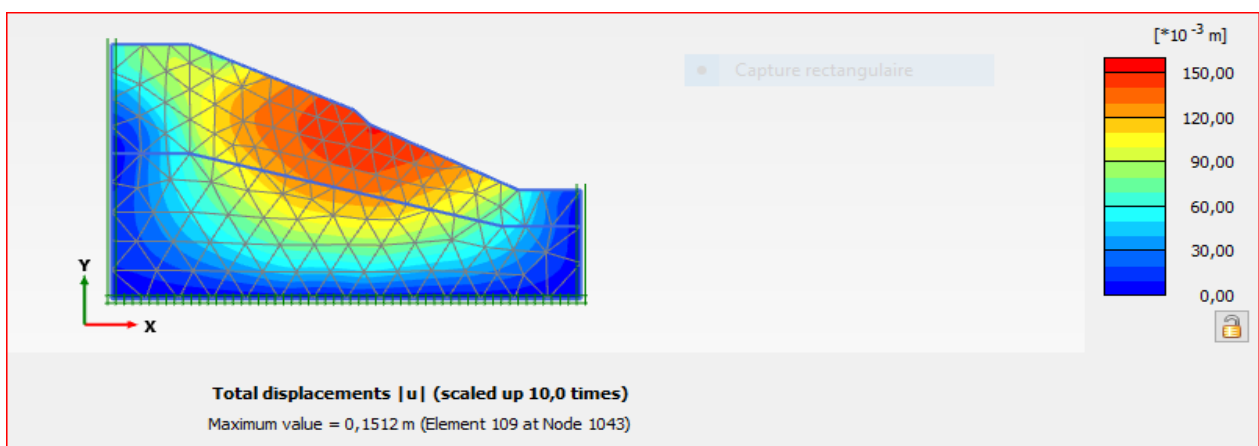 [*10 -3 m]
Capture rectangulaire
150,00
120,00
90,00
60,00
30,00
0,00
Y
X
Total displacements |u| (scaled up 10,0 times)
Maximum value = 0,1512 m (Element 109 at Node 1043)